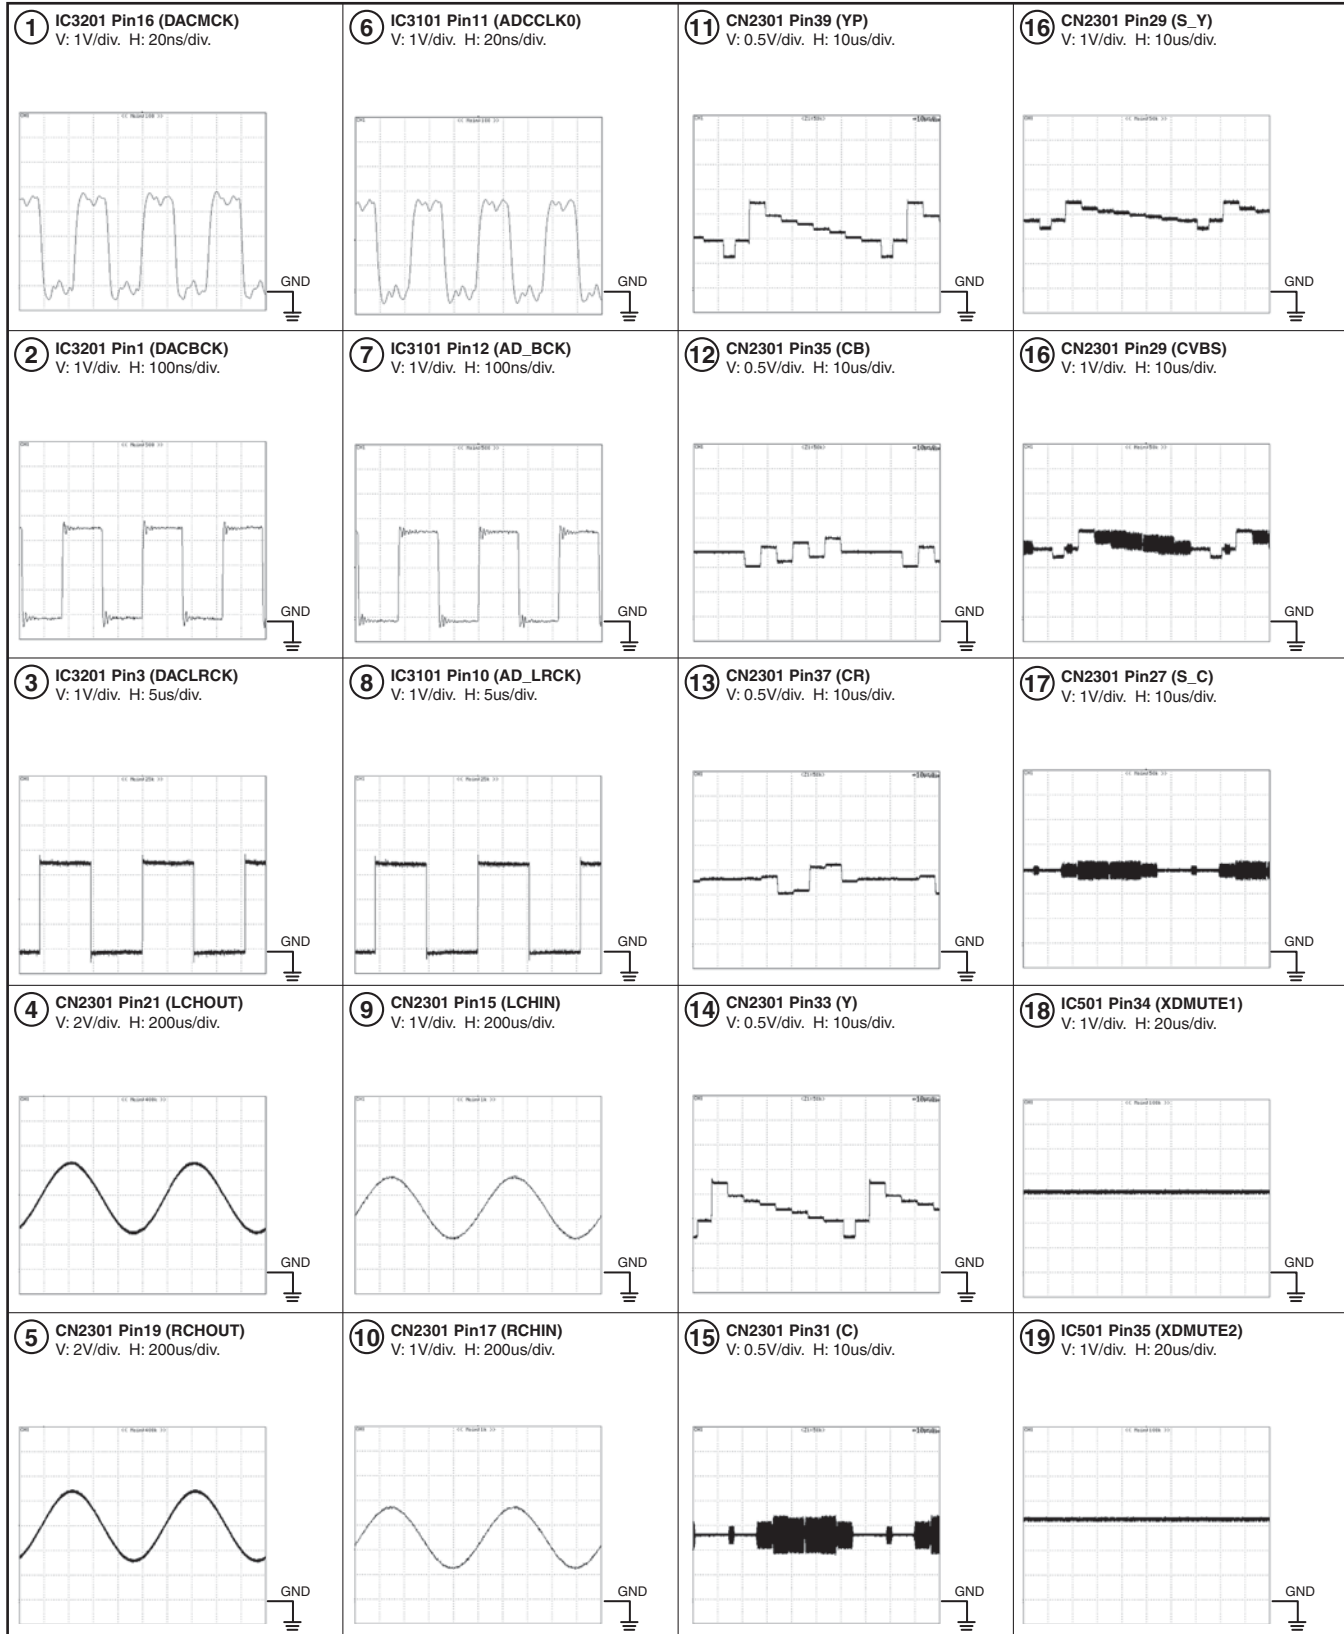 1 IC3201 Pin16 (DACMCK)
V: 1V/div. H: 20ns/div.
GND
2 IC3201 Pin1 (DACBCK)
V: 1V/div. H: 100ns/div.
GND
3 IC3201 Pin3 (DACLRCK)
V: 1V/div. H: 5us/div.
GND
4 CN2301 Pin21 (LCHOUT)
V: 2V/div. H: 200us/div.
GND
5 CN2301 Pin19 (RCHOUT)
V: 2V/div. H: 200us/div.
GND
6 IC3101 Pin11 (ADCCLK0)
V: 1V/div. H: 20ns/div.
GND
7 IC3101 Pin12 (AD_BCK)
V: 1V/div. H: 100ns/div.
GND
8 IC3101 Pin10 (AD_LRCK)
V: 1V/div. H: 5us/div.
GND
9 CN2301 Pin15 (LCHIN)
V: 1V/div. H: 200us/div.
GND
10 CN2301 Pin17 (RCHIN)
V: 1V/div. H: 200us/div.
GND
11 CN2301 Pin39 (YP)
V: 0.5V/div. H: 10us/div.
GND
12 CN2301 Pin35 (CB)
V: 0.5V/div. H: 10us/div.
GND
13 CN2301 Pin37 (CR)
V: 0.5V/div. H: 10us/div.
GND
14 CN2301 Pin33 (Y)
V: 0.5V/div. H: 10us/div.
GND
15 CN2301 Pin31 (C)
V: 0.5V/div. H: 10us/div.
GND
16 CN2301 Pin29 (S_Y)
V: 1V/div. H: 10us/div.
GND
16 CN2301 Pin29 (CVBS)
V: 1V/div. H: 10us/div.
GND
17 CN2301 Pin27 (S_C)
V: 1V/div. H: 10us/div.
GND
18 IC501 Pin34 (XDMUTE1)
V: 1V/div. H: 20us/div.
GND
19 IC501 Pin35 (XDMUTE2)
V: 1V/div. H: 20us/div.
GND